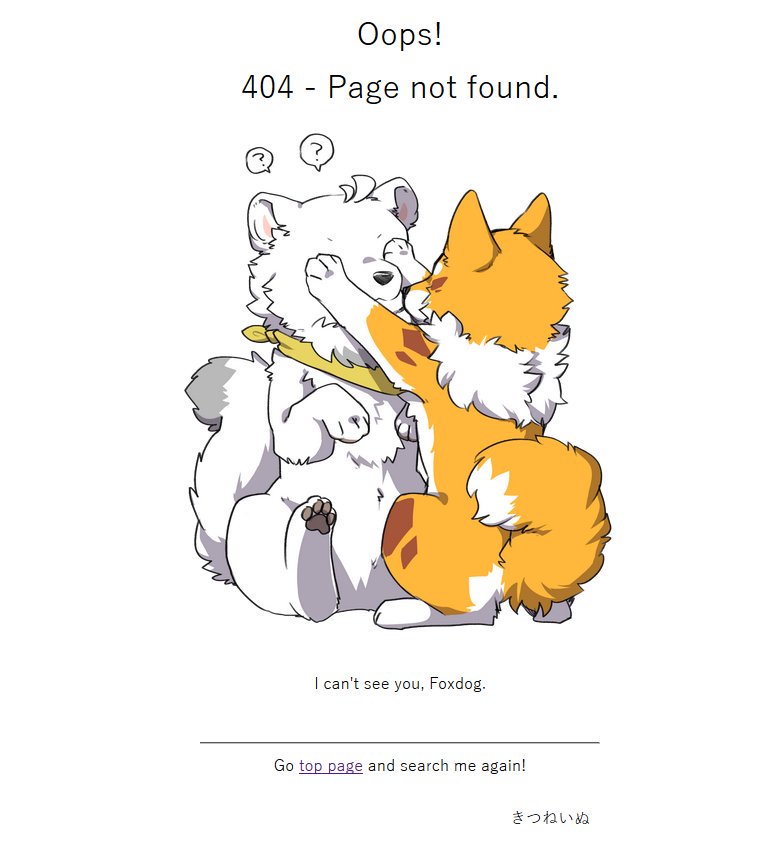 Oops!
404 - Page not found.
?
?
I can't see you, Foxdog.
Go top page and search me again!
きつねいぬ